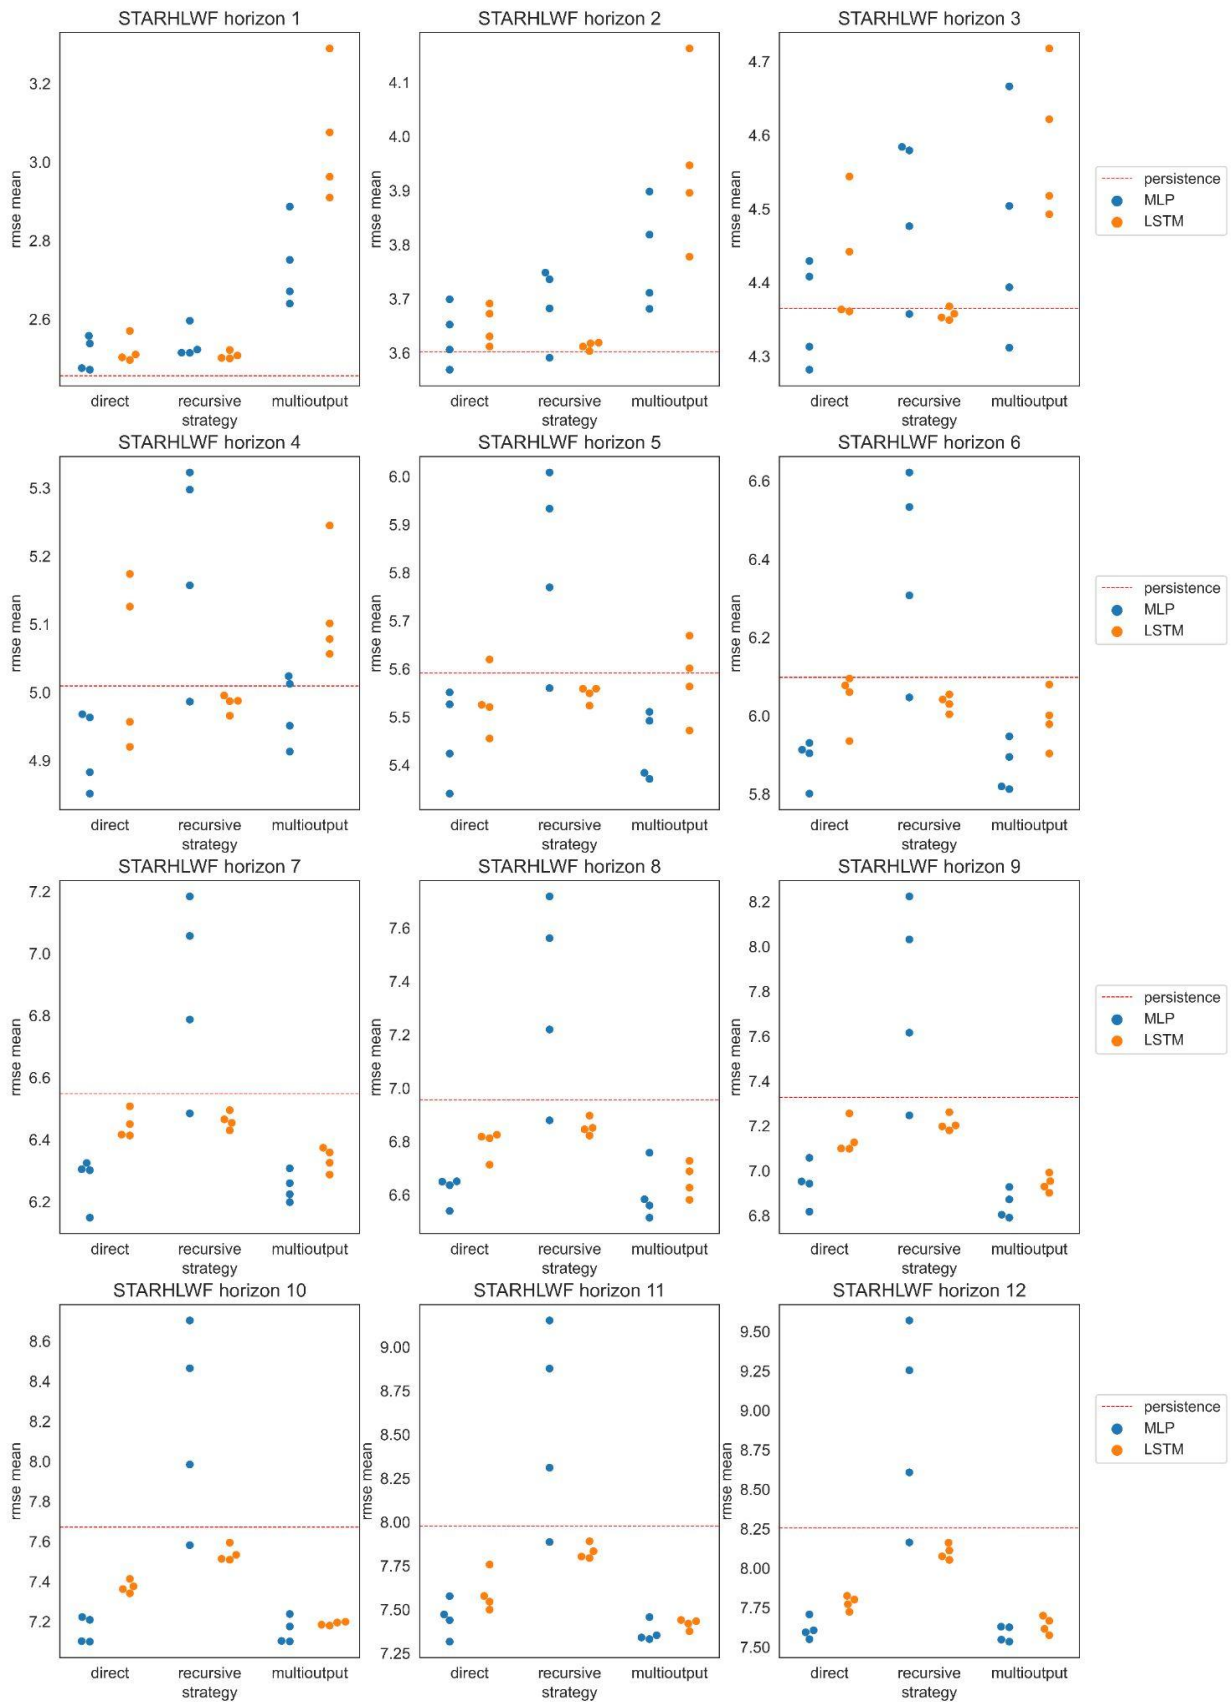 STARHLWF horizon 1
STARHLWF horizon 2
STARHLWF horizon 3
rmse mean
3.2
3.0
2.8
2.6
direct
recursive
multioutput
strategy
rmse mean
4.1
4.0
3.9
3.8
3.7
3.6
direct
recursive
multioutput
strategy
rmse mean
4.7
4.6
4.5
4.4
4.3
direct
recursive
multioutput
strategy
persistence
MLP
LSTM
STARHLWF horizon 4
STARHLWF horizon 5
STARHLWF horizon 6
rmse mean
5.3
5.2
5.1
5.0
4.9
direct
recursive
multioutput
strategy
rmse mean
6.0
5.9
5.8
5.7
5.6
5.5
5.4
direct
recursive
multioutput
strategy
rmse mean
6.6
6.4
6.2
6.0
5.8
direct
recursive
multioutput
strategy
persistence
MLP
LSTM
STARHLWF horizon 7
STARHLWF horizon 8
STARHLWF horizon 9
rmse mean
7.2
7.0
6.8
6.6
6.4
6.2
direct
recursive
multioutput
strategy
rmse mean
7.6
7.4
7.2
7.0
6.8
6.6
direct
recursive
multioutput
strategy
rmse mean
8.2
8.0
7.8
7.6
7.4
7.2
7.0
6.8
direct
recursive
multioutput
strategy
persistence
MLP
LSTM
STARHLWF horizon 10
STARHLWF horizon 11
STARHLWF horizon 12
rmse mean
8.6
8.4
8.2
8.0
7.8
7.6
7.4
7.2
direct
recursive
multioutput
strategy
rmse mean
9.00
8.75
8.50
8.25
8.00
7.75
7.50
7.25
direct
recursive
multioutput
strategy
rmse mean
9.50
9.25
9.00
8.75
8.50
8.25
8.00
7.75
7.50
direct
recursive
multioutput
strategy
persistence
MLP
LSTM